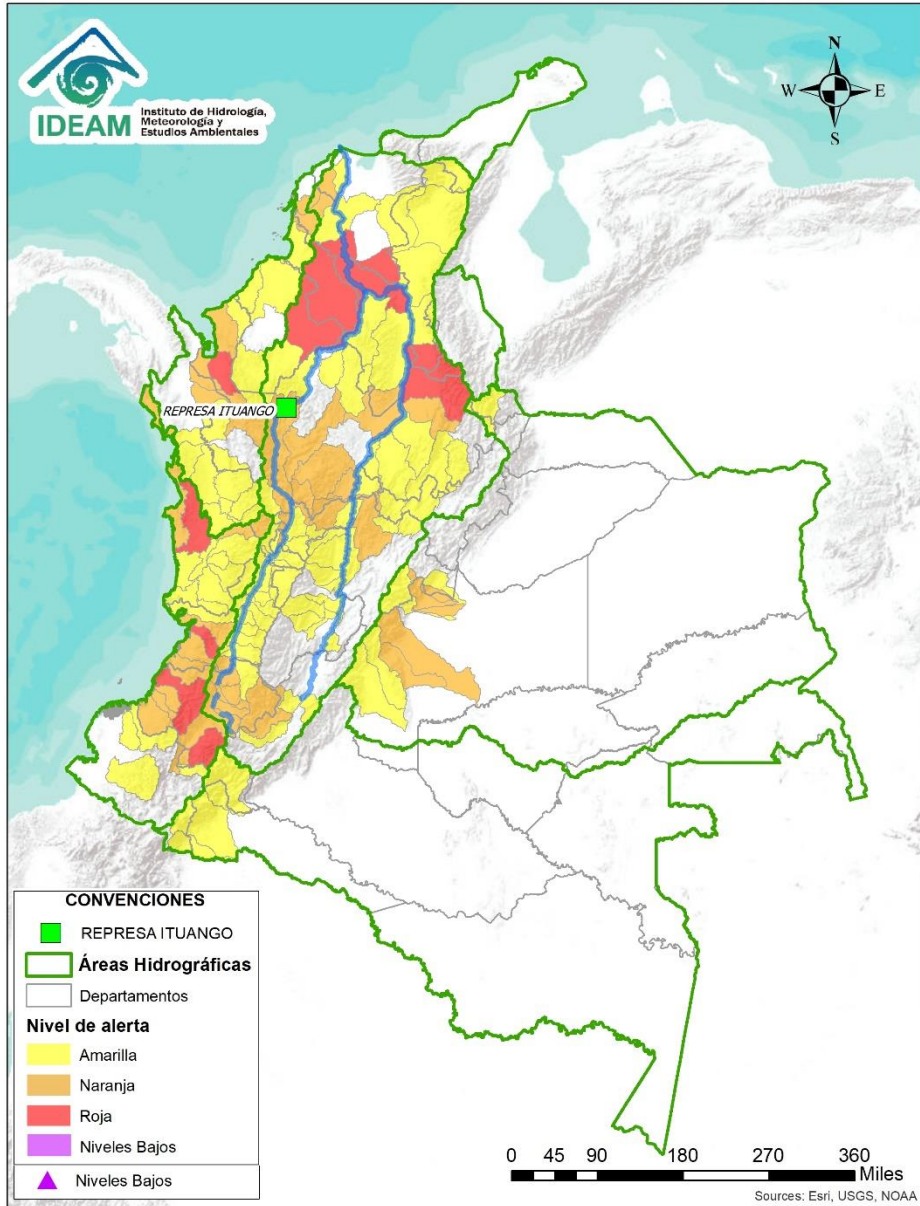 IDEAM
Instituto de Hidrología,
Meteorología y
Estudios Ambientales
N
W
E
S
REPRESA ITUANGO
CONVENCIONES
REPRESA ITUANGO
Áreas Hidrográficas
Departamentos
Nivel de alerta
Amarilla
Naranja
Roja
Niveles Bajos
Niveles Bajos
0 45 90 180 270 360
Miles
Sources: Esri, USGS, NOAA